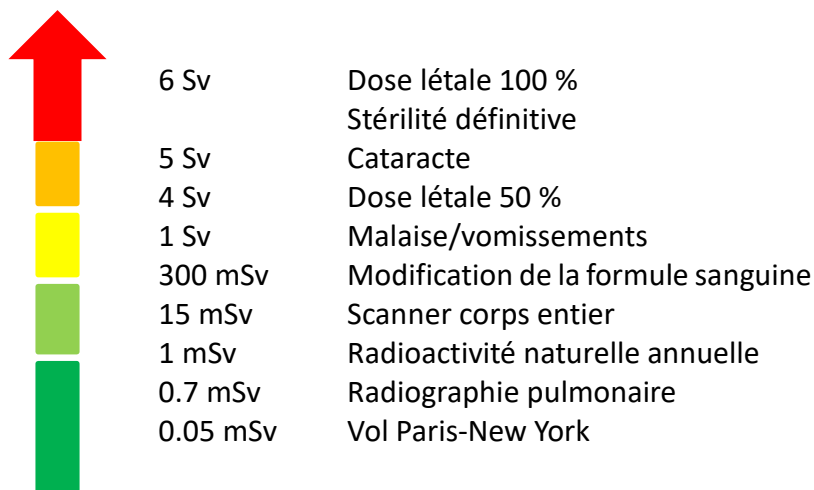 6 Sv Dose létale 100 %
Stérilité définitive
5 Sv Cataracte
4 Sv Dose létale 50 %
1 Sv Malaise/vomissements
300 mSv Modification de la formule sanguine
15 mSv Scanner corps entier
1 mSv Radioactivité naturelle annuelle
0.7 mSv Radiographie pulmonaire
0.05 mSv Vol Paris-New York